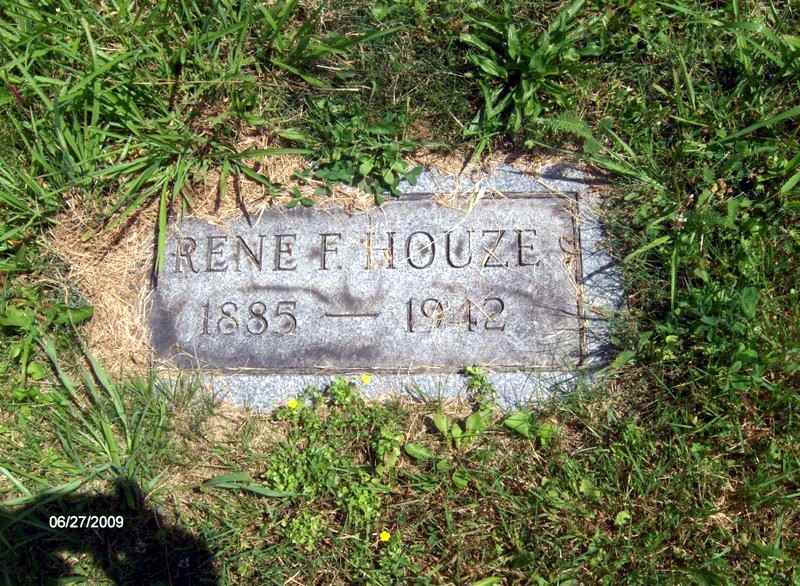 RENE F. HOUZE
1885 — 1942
06/27/2009